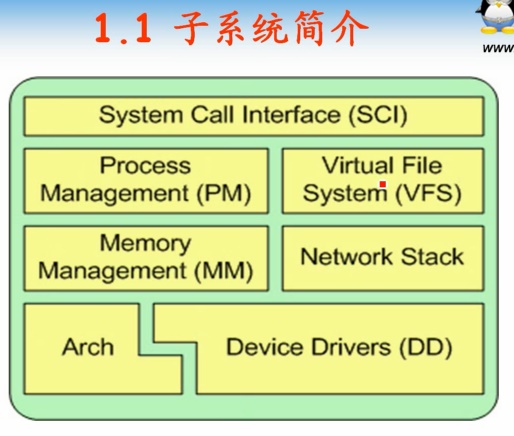 1.1 子系统简介
www
System Call Interface (SCI)
Process
Management (PM)
Virtual File
System (VFS)
Memory
Management (MM)
Network Stack
Arch
Device Drivers (DD)